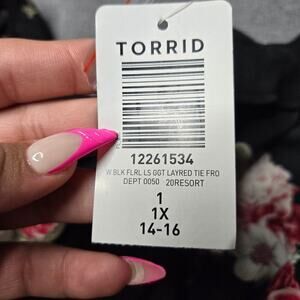 TORRID
12261534
W BLK FLRL LS GGT LAYRED TIE FRO
DEPT 0050 20RESORT
1
1X
14-16